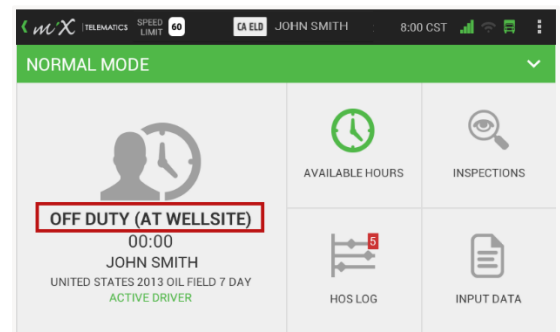 MiX TELEMATICS SPEED LIMIT 60 CA ELD JOHN SMITH 8:00 CST
NORMAL MODE
OFF DUTY (AT WELLSITE)
00:00
JOHN SMITH
UNITED STATES 2013 OIL FIELD 7 DAY
ACTIVE DRIVER
AVAILABLE HOURS
INSPECTIONS
5
HOS LOG
INPUT DATA